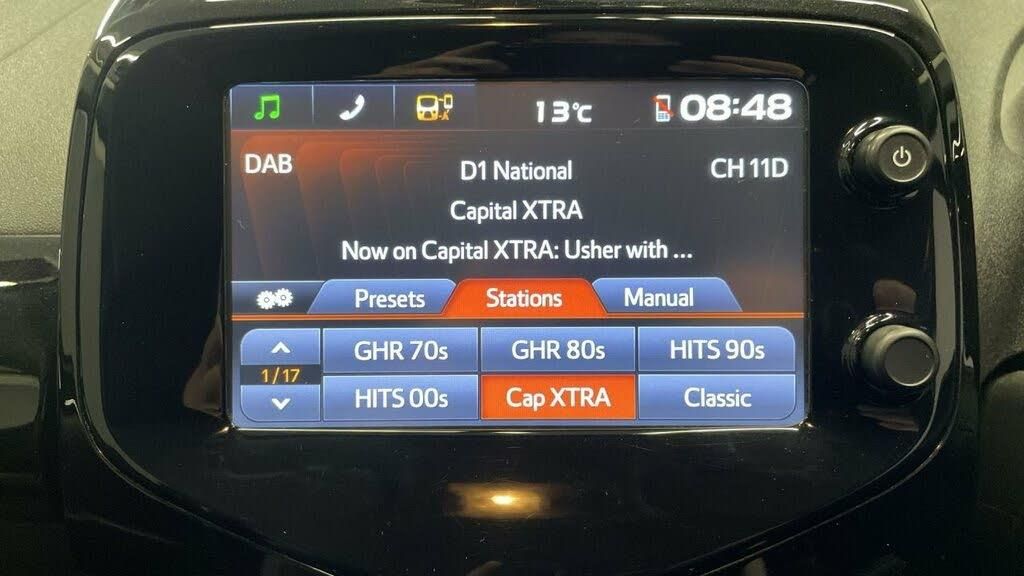 13°C 08:48
DAB D1 National CH 11D
Capital XTRA
Now on Capital XTRA: Usher with ...
Presets Stations Manual
GHR 70s GHR 80s HITS 90s
1/17
HITS 00s Cap XTRA Classic